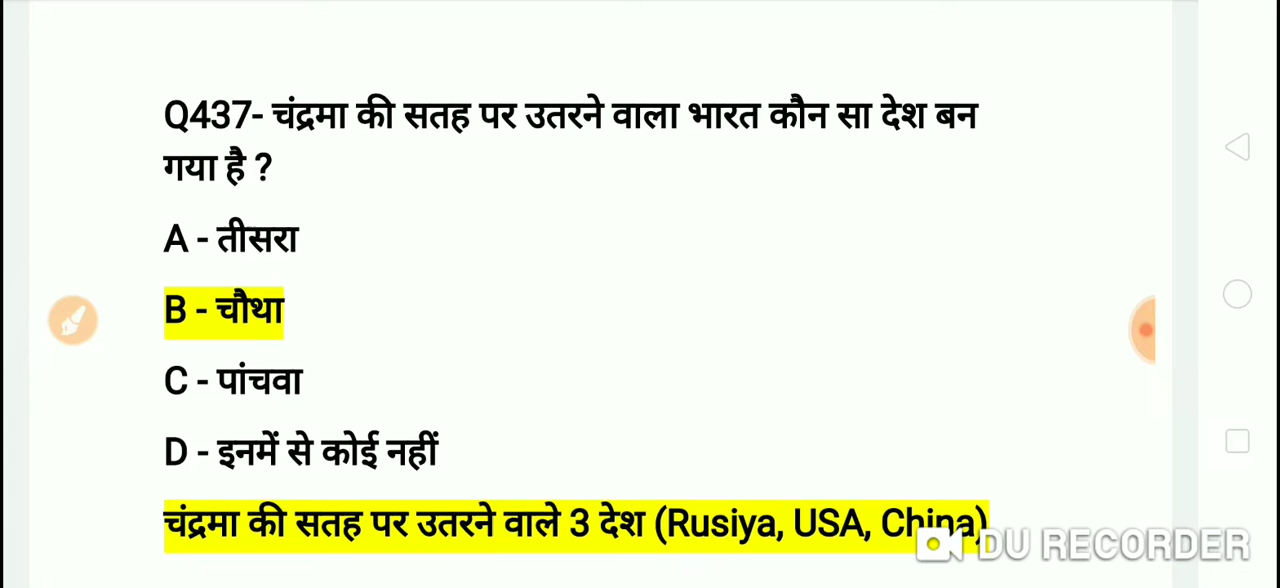 Q437- चंद्रमा की सतह पर उतरने वाला भारत कौन सा देश बन
गया है ?
A - तीसरा
B - चौथा
C - पांचवा
D - इनमें से कोई नहीं
चंद्रमा की सतह पर उतरने वाले 3 देश (Rusiya, USA, China)
DU RECORDER